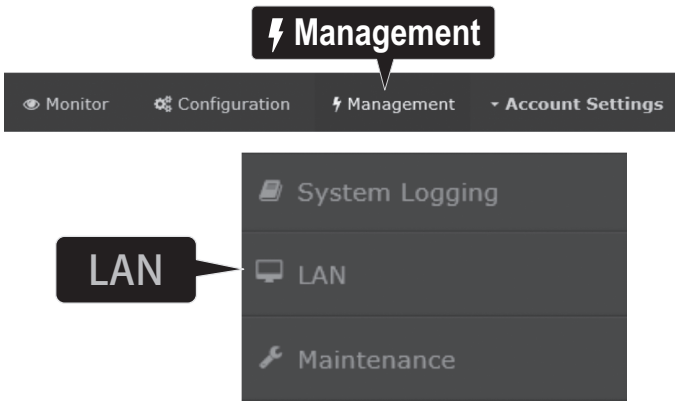 Management
Monitor Configuration Management Account Settings
System Logging
LAN
LAN
Maintenance